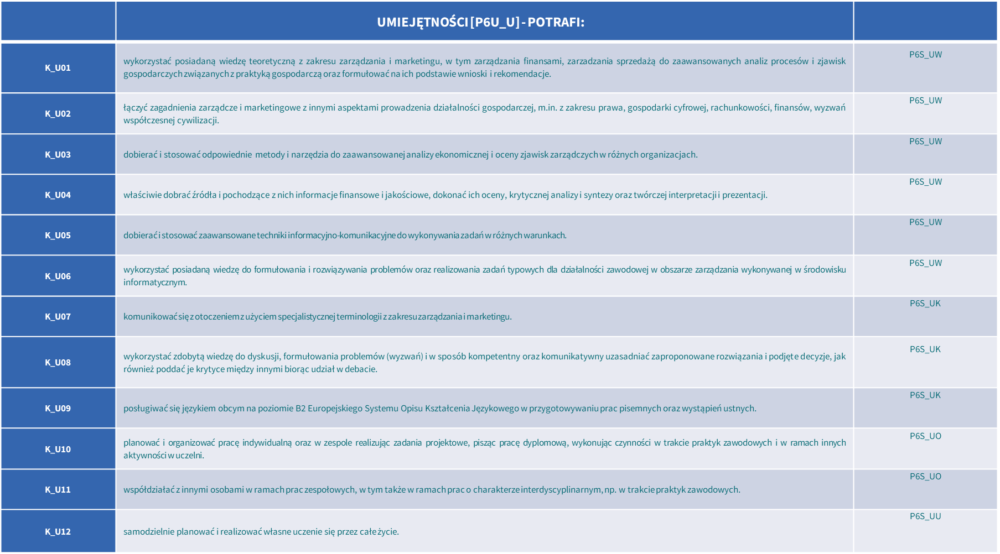 UMIEJĘTNOŚCI [P6U_U] - POTRAFI:
K_U01
wykorzystać posiadaną wiedzę teoretyczną z zakresu zarządzania i marketingu, w tym zarządzania finansami, zarzadzania sprzedażą do zaawansowanych analiz procesów i zjawisk
gospodarczych związanych z praktyką gospodarczą oraz formułować na ich podstawie wnioski i rekomendacje.
P6S_UW
K_U02
łączyć zagadnienia zarządcze i marketingowe z innymi aspektami prowadzenia działalności gospodarczej, m.in. z zakresu prawa, gospodarki cyfrowej, rachunkowości, finansów, wyzwań
współczesnej cywilizacji.
P6S_UW
K_U03
dobierać i stosować odpowiednie metody i narzędzia do zaawansowanej analizy ekonomicznej i oceny zjawisk zarządczych w różnych organizacjach.
P6S_UW
K_U04
właściwie dobrać źródła i pochodzące z nich informacje finansowe i jakościowe, dokonać ich oceny, krytycznej analizy i syntezy oraz twórczej interpretacji i prezentacji.
P6S_UW
K_U05
dobierać i stosować zaawansowane techniki informacyjno-komunikacyjne do wykonywania zadań w różnych warunkach.
P6S_UW
K_U06
wykorzystać posiadaną wiedzę do formułowania i rozwiązywania problemów oraz realizowania zadań typowych dla działalności zawodowej w obszarze zarządzania wykonywanej w środowisku
informatycznym.
P6S_UW
K_U07
komunikować się z otoczeniem z użyciem specjalistycznej terminologii z zakresu zarządzania i marketingu.
P6S_UK
K_U08
wykorzystać zdobytą wiedzę do dyskusji, formułowania problemów (wyzwań) i w sposób kompetentny oraz komunikatywny uzasadniać zaproponowane rozwiązania i podjęte decyzje, jak
również poddać je krytyce między innymi biorąc udział w debacie.
P6S_UK
K_U09
posługiwać się językiem obcym na poziomie B2 Europejskiego Systemu Opisu Kształcenia Językowego w przygotowywaniu prac pisemnych oraz wystąpień ustnych.
P6S_UK
K_U10
planować i organizować pracę indywidualną oraz w zespole realizując zadania projektowe, pisząc pracę dyplomową, wykonując czynności w trakcie praktyk zawodowych i w ramach innych
aktywności w uczelni.
P6S_UO
K_U11
współdziałać z innymi osobami w ramach prac zespołowych, w tym także w ramach prac o charakterze interdyscyplinarnym, np. w trakcie praktyk zawodowych.
P6S_UO
K_U12
samodzielnie planować i realizować własne uczenie się przez całe życie.
P6S_UU